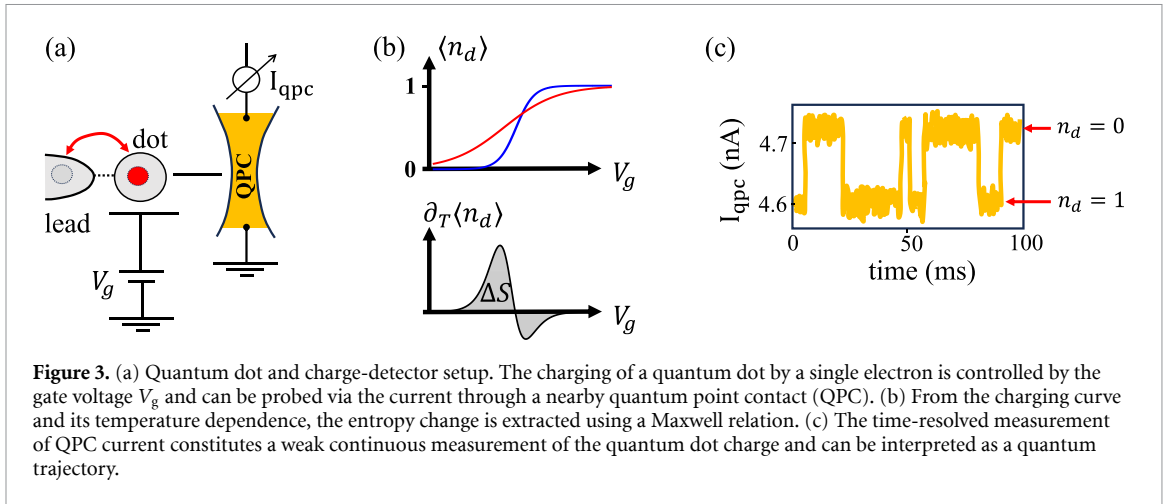 (a)
I_qpc
dot
QPC
lead
V_g
(b)
⟨n_d⟩
1
0
V_g
∂_T⟨n_d⟩
ΔS
V_g
(c)
I_qpc (nA)
4.7
4.6
n_d = 0
n_d = 1
0 50 100
time (ms)
Figure 3. (a) Quantum dot and charge-detector setup. The charging of a quantum dot by a single electron is controlled by the
gate voltage V_g and can be probed via the current through a nearby quantum point contact (QPC). (b) From the charging curve
and its temperature dependence, the entropy change is extracted using a Maxwell relation. (c) The time-resolved measurement
of QPC current constitutes a weak continuous measurement of the quantum dot charge and can be interpreted as a quantum
trajectory.